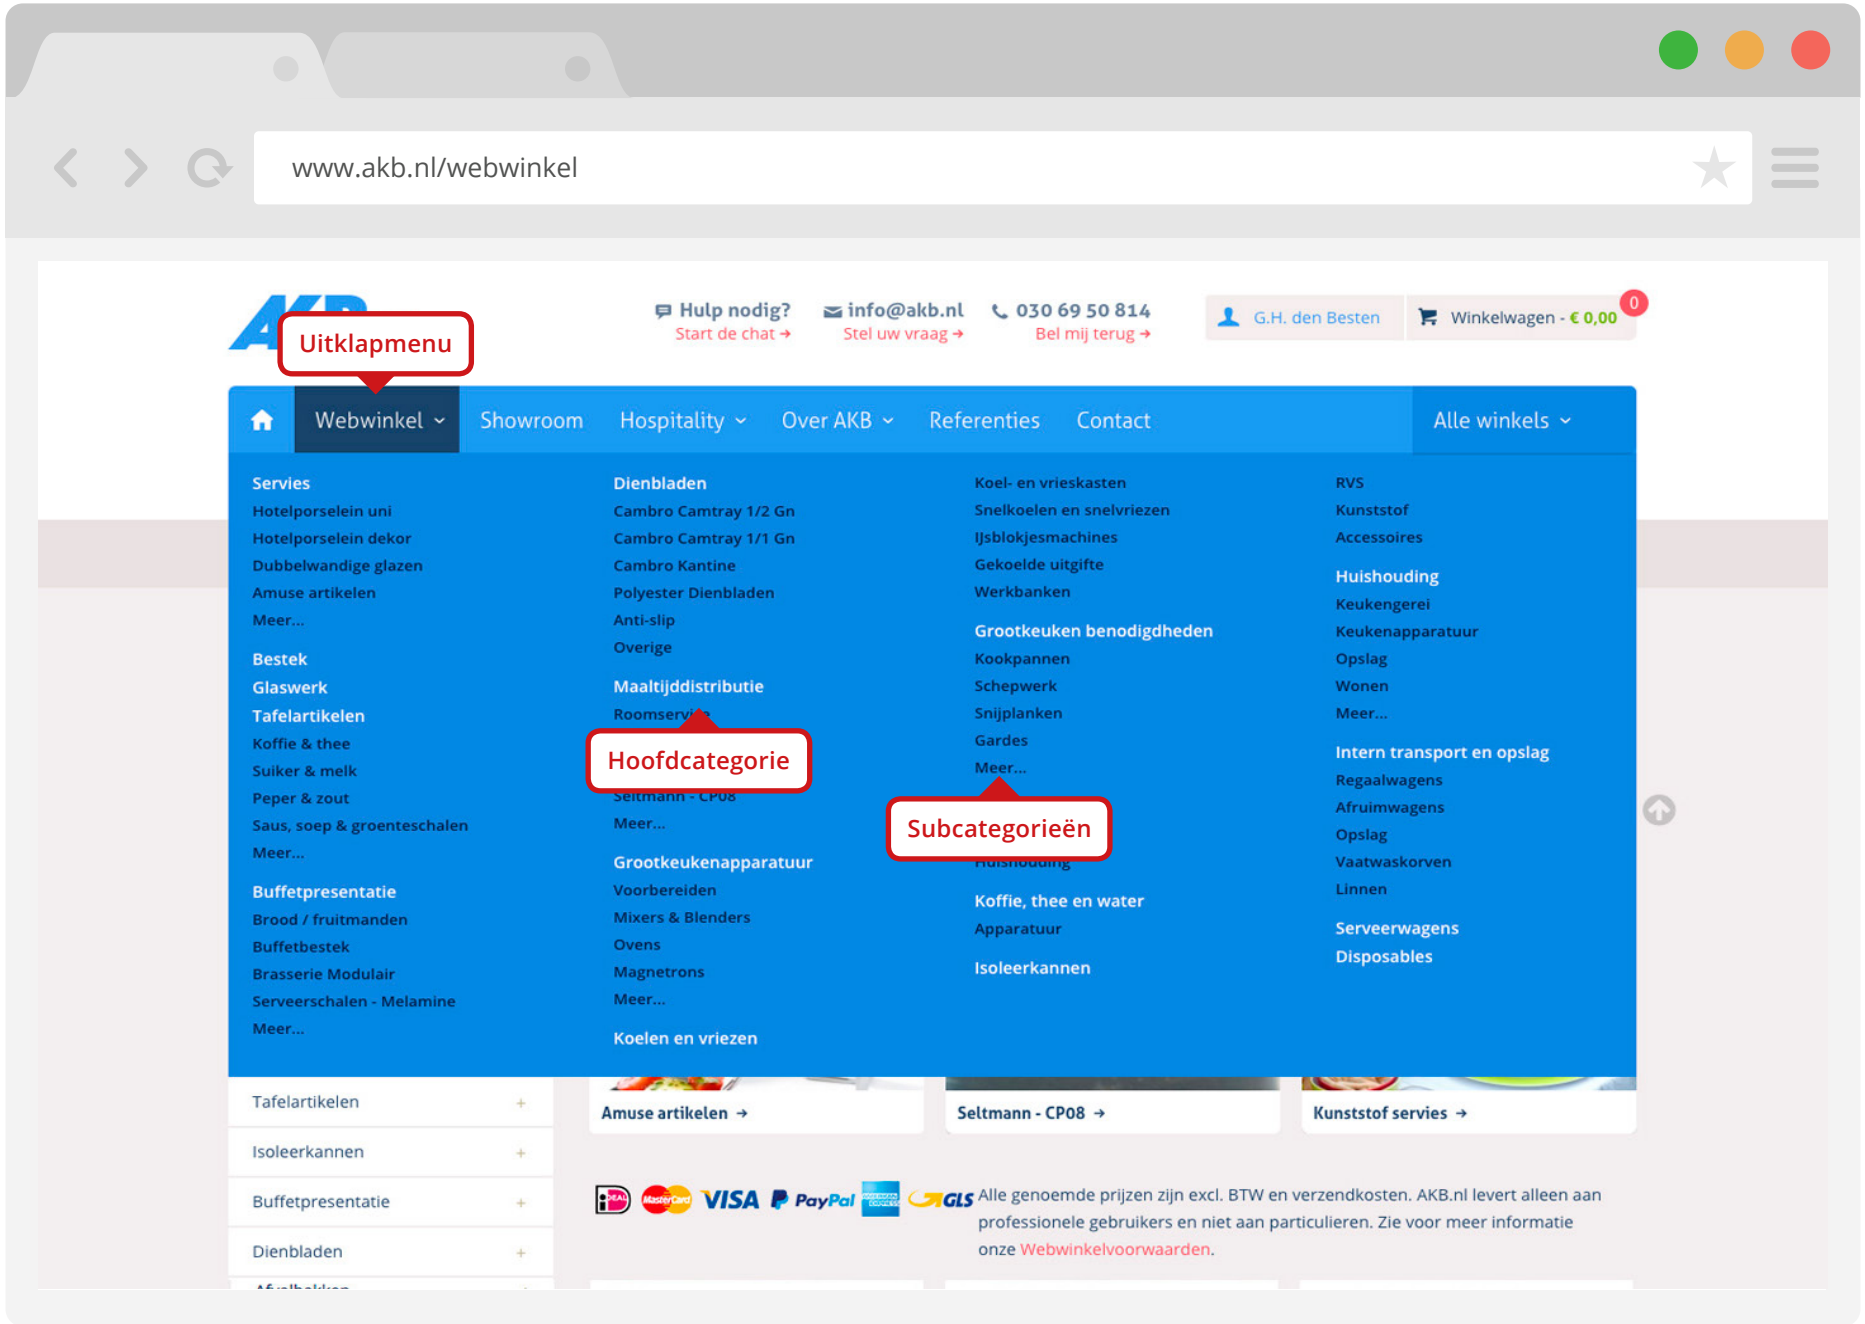 www.akb.nl/webwinkel
AKB
Hulp nodig?
Start de chat →
info@akb.nl
Stel uw vraag →
030 69 50 814
Bel mij terug →
G.H. den Besten
Winkelwagen - € 0,00
0
Uitklapmenu
Webwinkel
Showroom
Hospitality
Over AKB
Referenties
Contact
Alle winkels
Servies
Hotelporselein uni
Hotelporselein dekor
Dubbelwandige glazen
Amuse artikelen
Meer...
Bestek
Glaswerk
Tafelartikelen
Koffie & thee
Suiker & melk
Peper & zout
Saus, soep & groenteschalen
Meer...
Buffetpresentatie
Brood / fruitmanden
Buffetbestek
Brasserie Modulair
Serveerschalen - Melamine
Meer...
Dienbladen
Cambro Camtray 1/2 Gn
Cambro Camtray 1/1 Gn
Cambro Kantine
Polyester Dienbladen
Anti-slip
Overige
Maaltijddistributie
Roomservice
Hoofdcategorie
Seltmann - CP08
Meer...
Grootkeukenapparatuur
Voorbereiden
Mixers & Blenders
Ovens
Magnetrons
Meer...
Koelen en vriezen
Koel- en vrieskasten
Snelkoelen en snelvriezen
IJsblokjesmachines
Gekoelde uitgifte
Werkbanken
Grootkeuken benodigdheden
Kookpannen
Schepwerk
Snijplanken
Gardes
Meer...
Subcategorieën
Huishouding
Koffie, thee en water
Apparatuur
Isoleerkannen
RVS
Kunststof
Accessoires
Huishouding
Keukengerei
Keukenapparatuur
Opslag
Wonen
Meer...
Intern transport en opslag
Regaalwagens
Afruimwagens
Opslag
Vaatwaskorven
Linnen
Serveerwagens
Disposables
Tafelartikelen +
Isoleerkannen +
Buffetpresentatie +
Dienbladen +
Afvalbakken
Amuse artikelen →
Seltmann - CP08 →
Kunststof servies →
iDEAL
MasterCard
VISA
PayPal
GLS
Alle genoemde prijzen zijn excl. BTW en verzendkosten. AKB.nl levert alleen aan
professionele gebruikers en niet aan particulieren. Zie voor meer informatie
onze Webwinkelvoorwaarden.